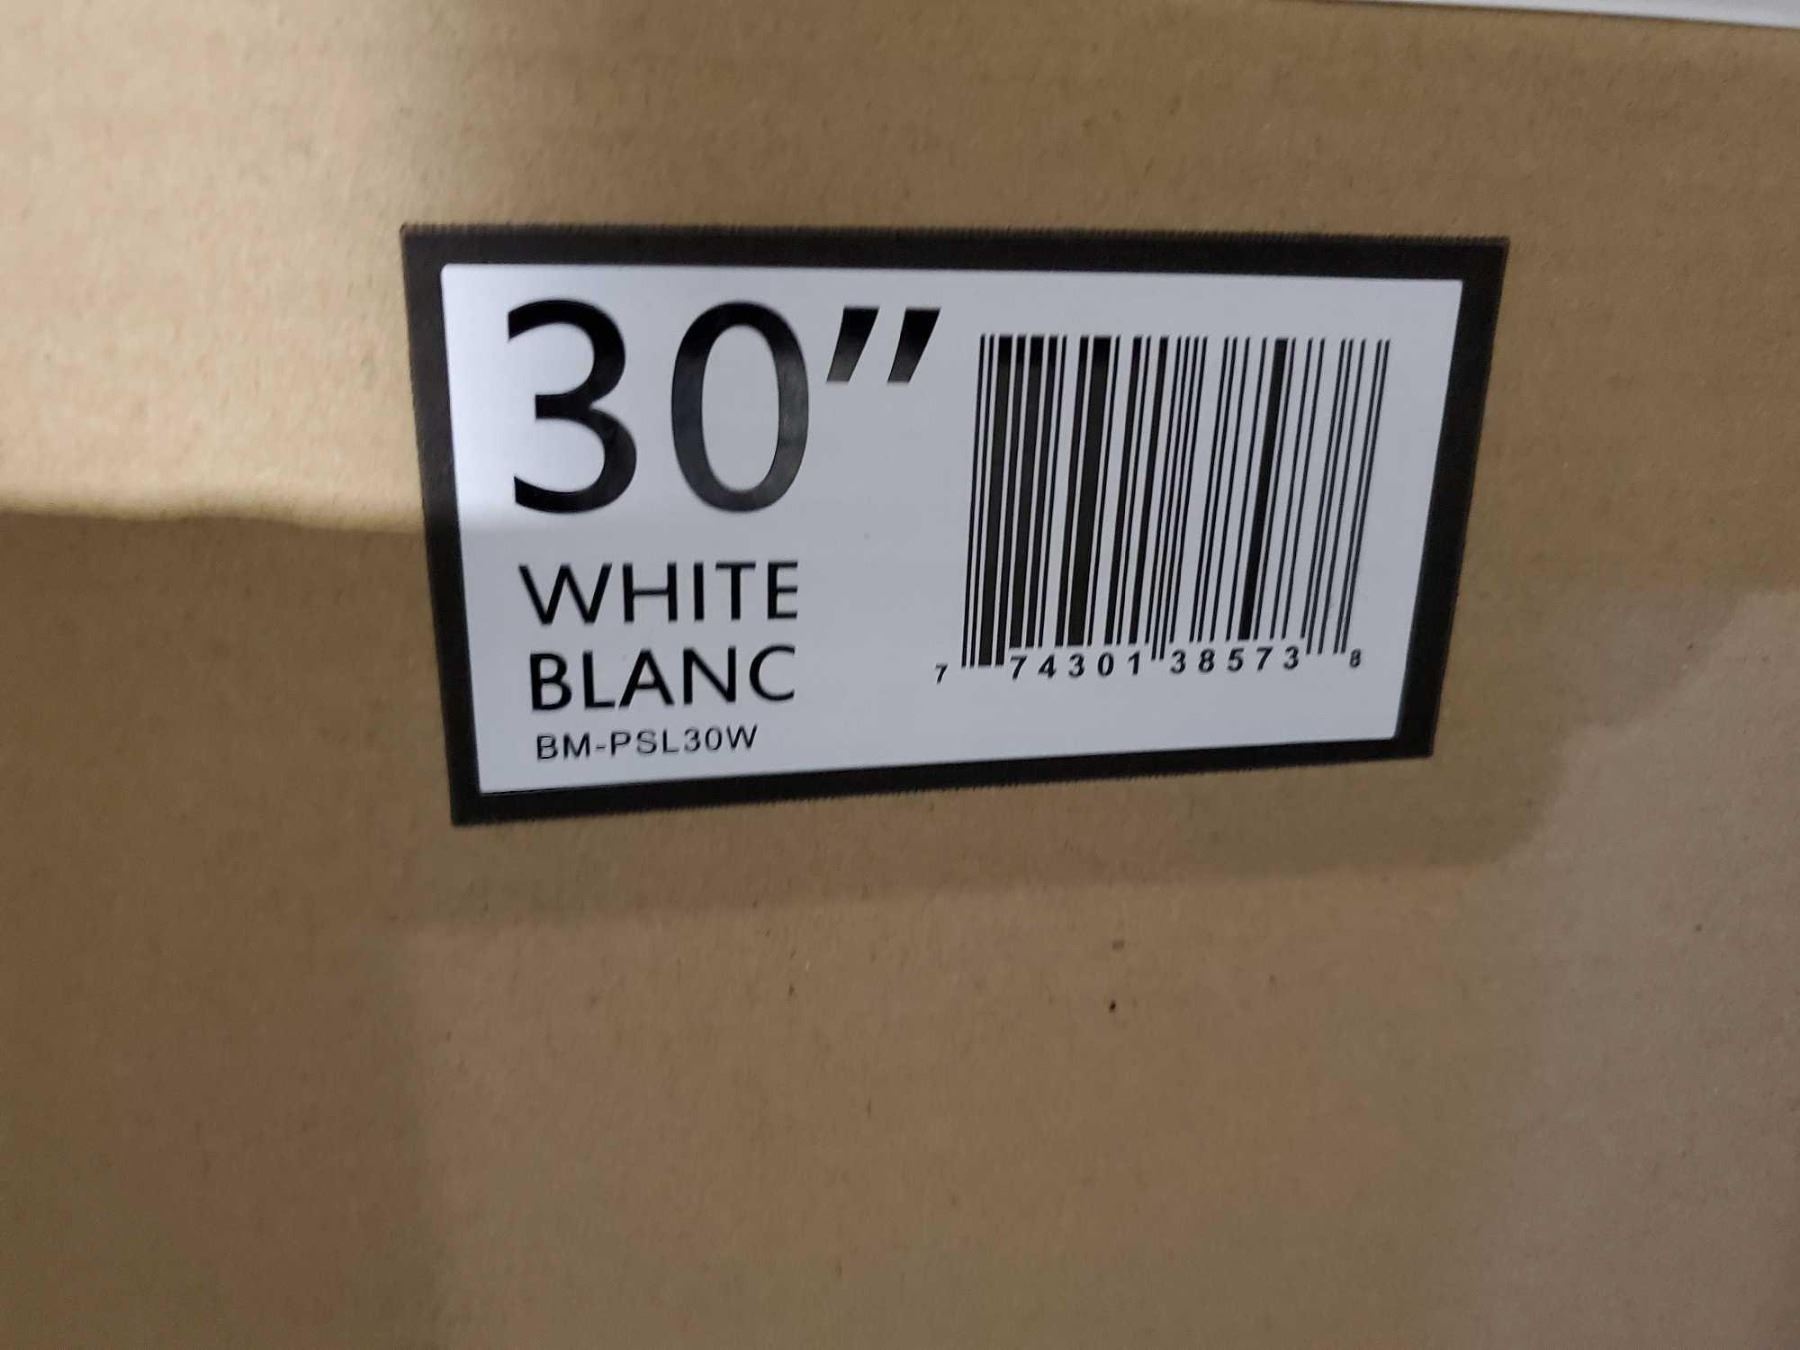 30"
WHITE
BLANC
BM-PSL30W
7 74301 38573 8